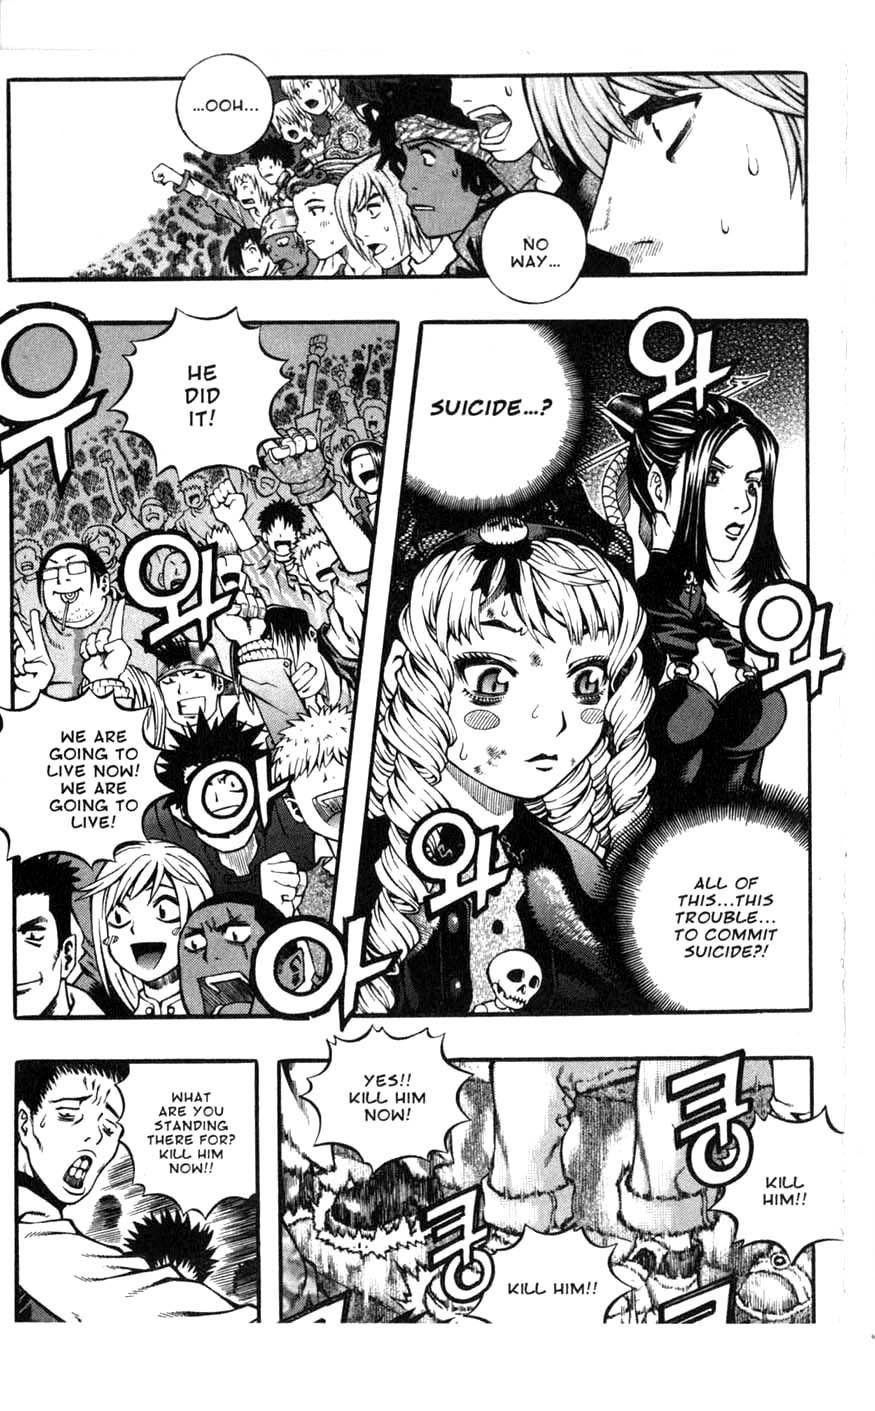 ...OOH...
NO
WAY...
HE
DID
IT!
우
와
와
아
아
WE ARE
GOING TO
LIVE NOW!
WE ARE
GOING TO
LIVE!
SUICIDE...?
와
와
와
ALL OF
THIS...THIS
TROUBLE...
TO COMMIT
SUICIDE?!
WHAT
ARE YOU
STANDING
THERE FOR?
KILL HIM
NOW!!
YES!!
KILL HIM
NOW!
쿵
KILL
HIM!!
쿵
KILL HIM!!